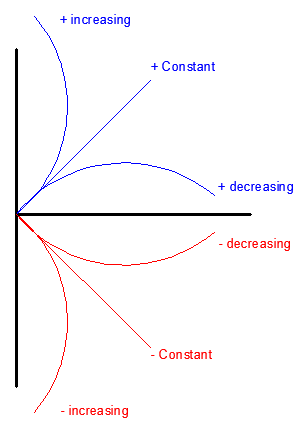 + increasing
+ Constant
+ decreasing
- decreasing
- Constant
- increasing